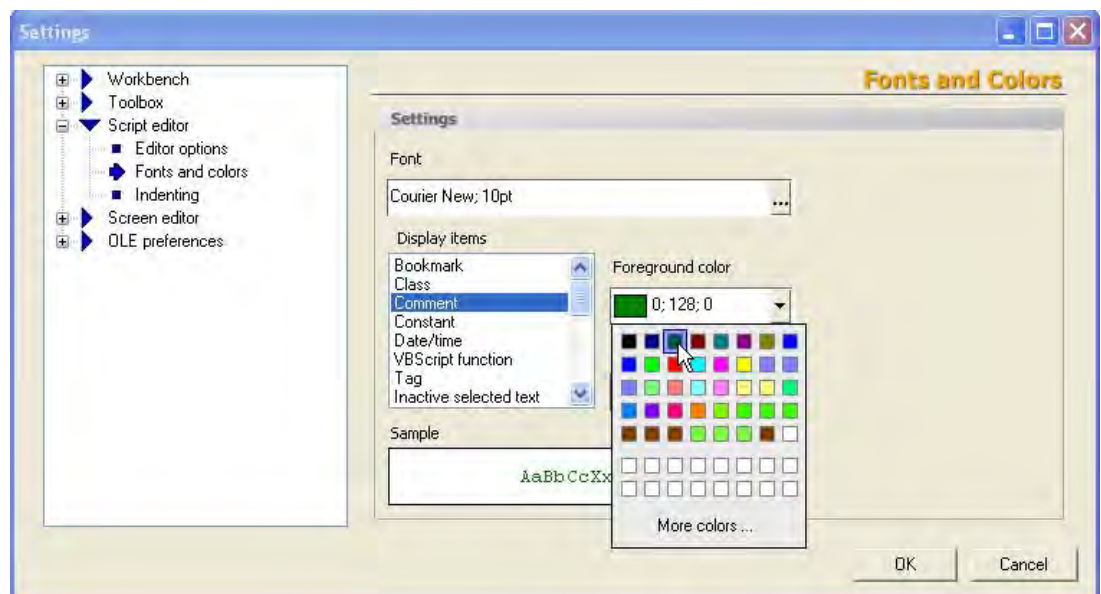 Settings
Workbench
Toolbox
Script editor
Editor options
Fonts and colors
Indenting
Screen editor
OLE preferences
Fonts and Colors
Settings
Font
Courier New; 10pt
...
Display items
Bookmark
Class
Comment
Constant
Date/time
VBScript function
Tag
Inactive selected text
Foreground color
0; 128; 0
Sample
AaBbCcXx
More colors ...
OK
Cancel